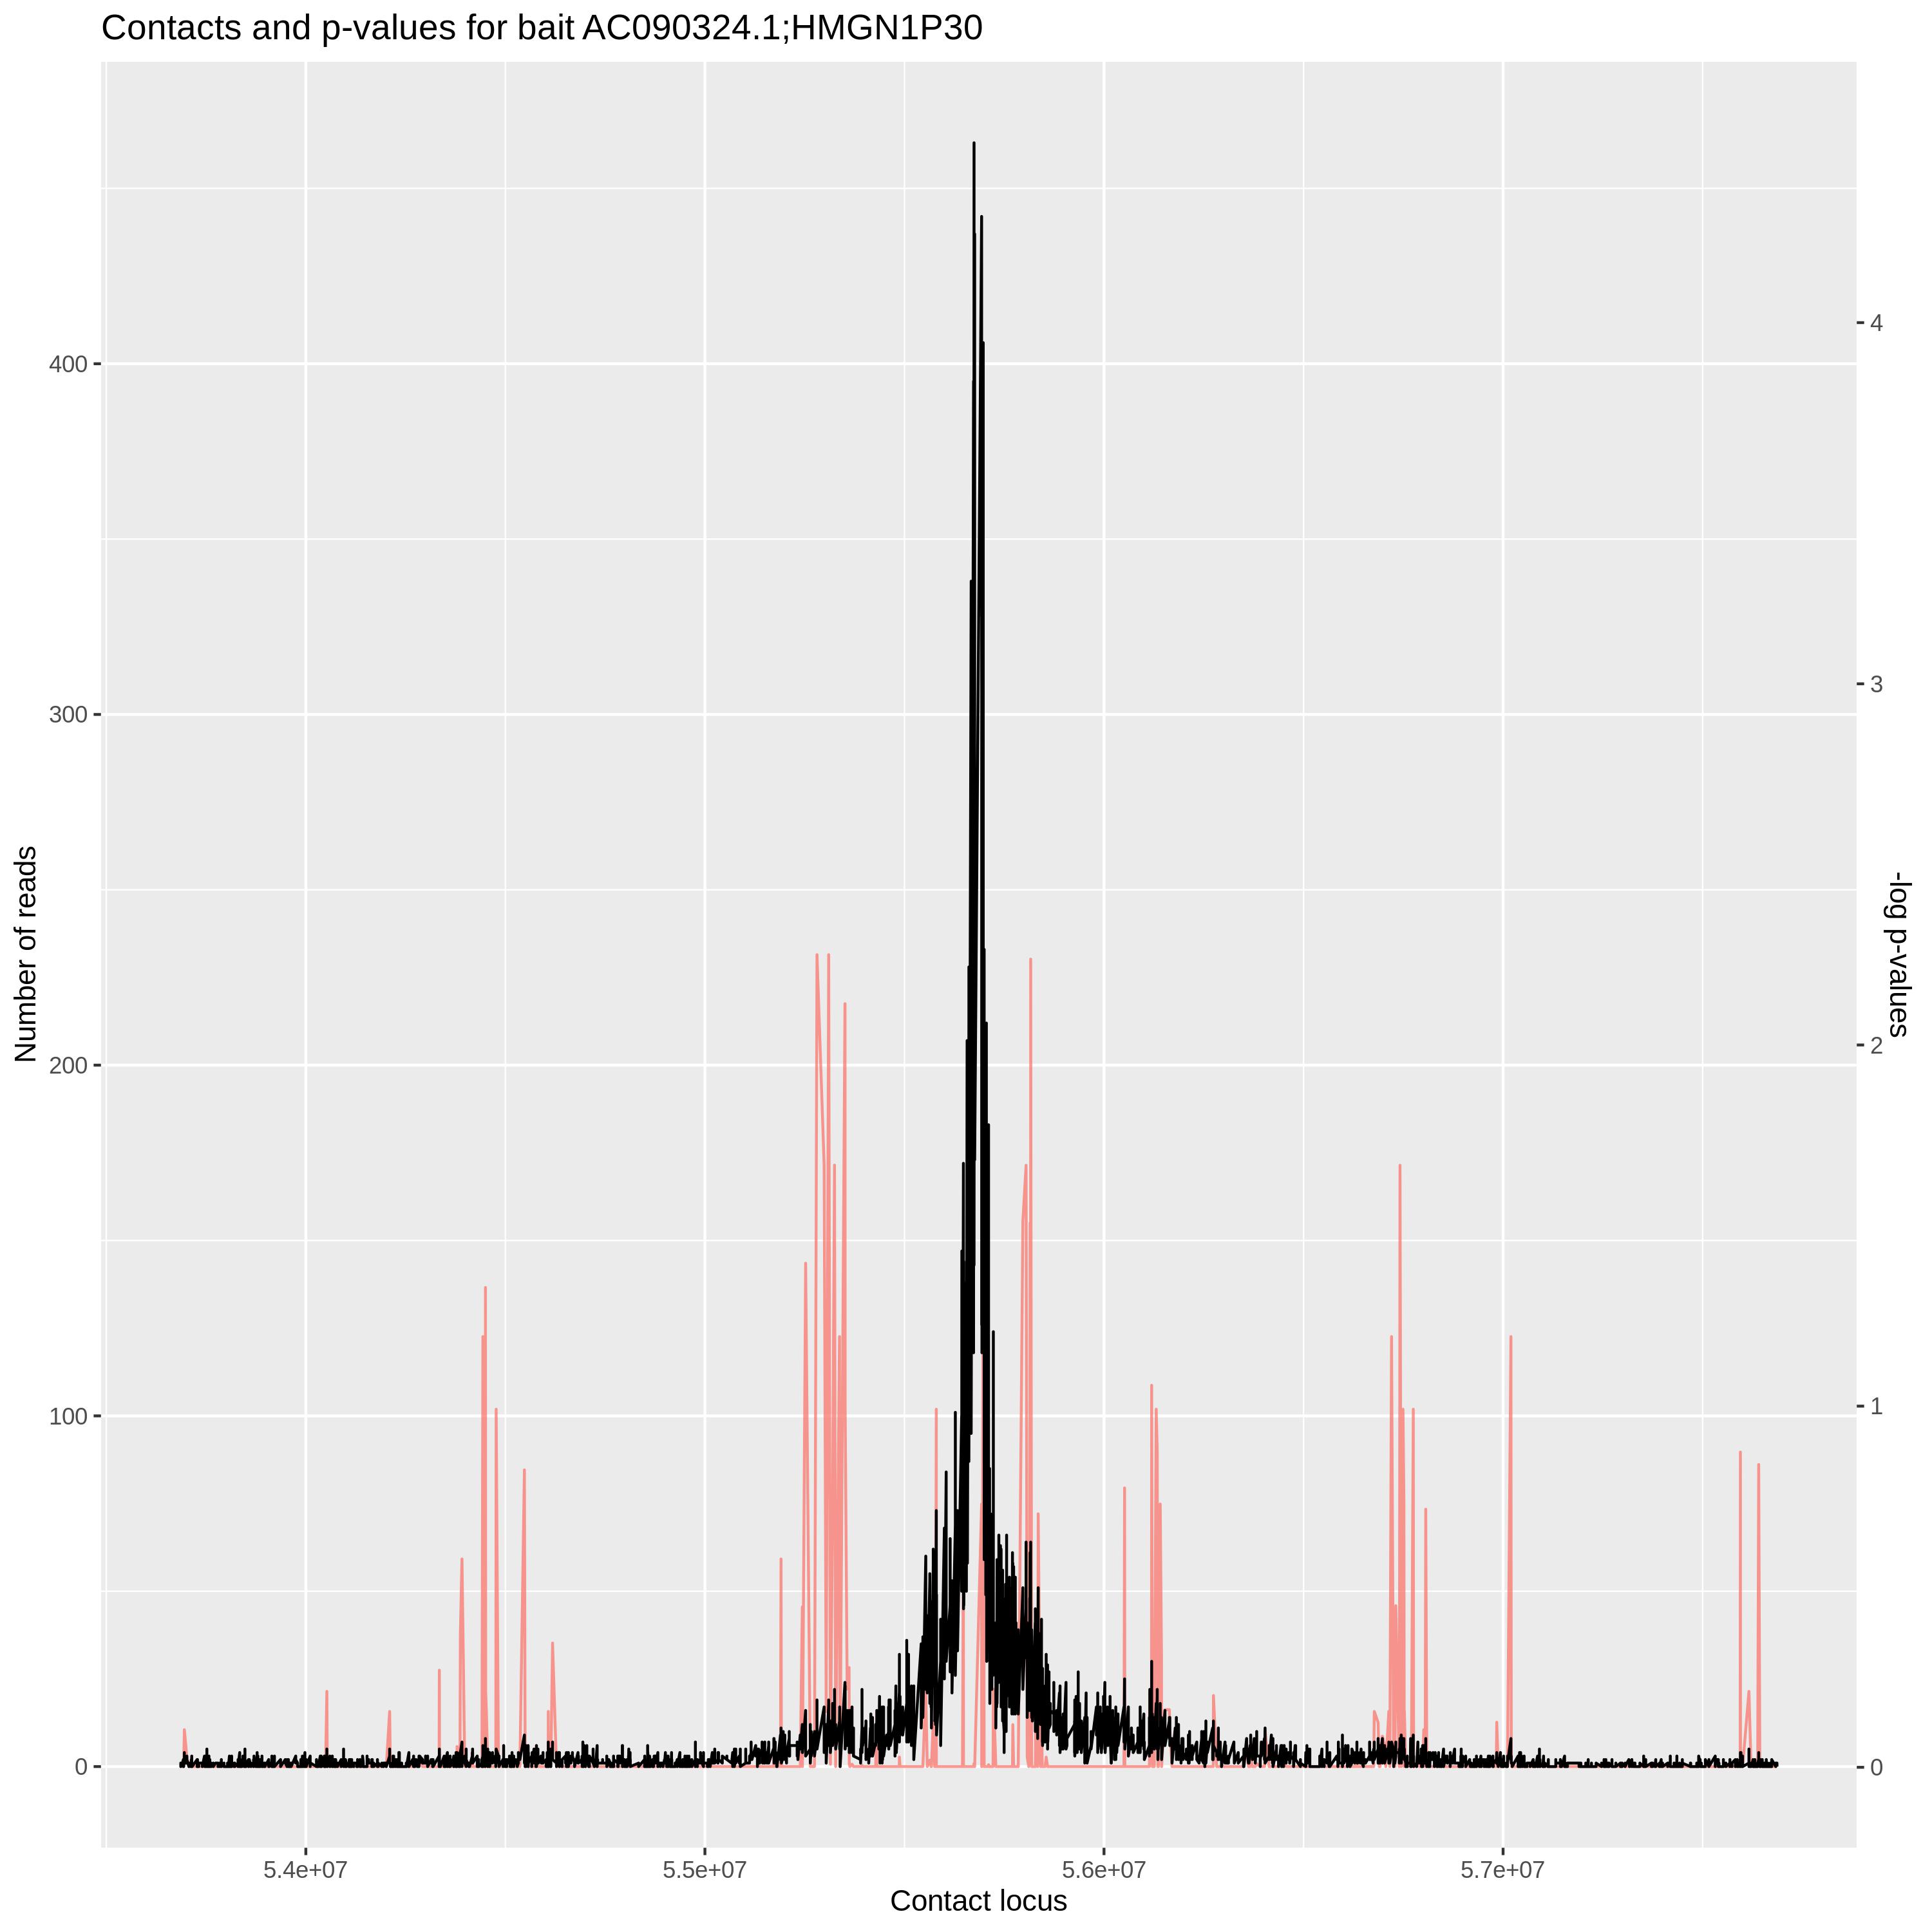 Contacts and p-values for bait AC090324.1;HMGN1P30
400
300
200
100
0
Number of reads
4
3
2
1
0
-log p-values
5.4e+07
5.5e+07
5.6e+07
5.7e+07
Contact locus